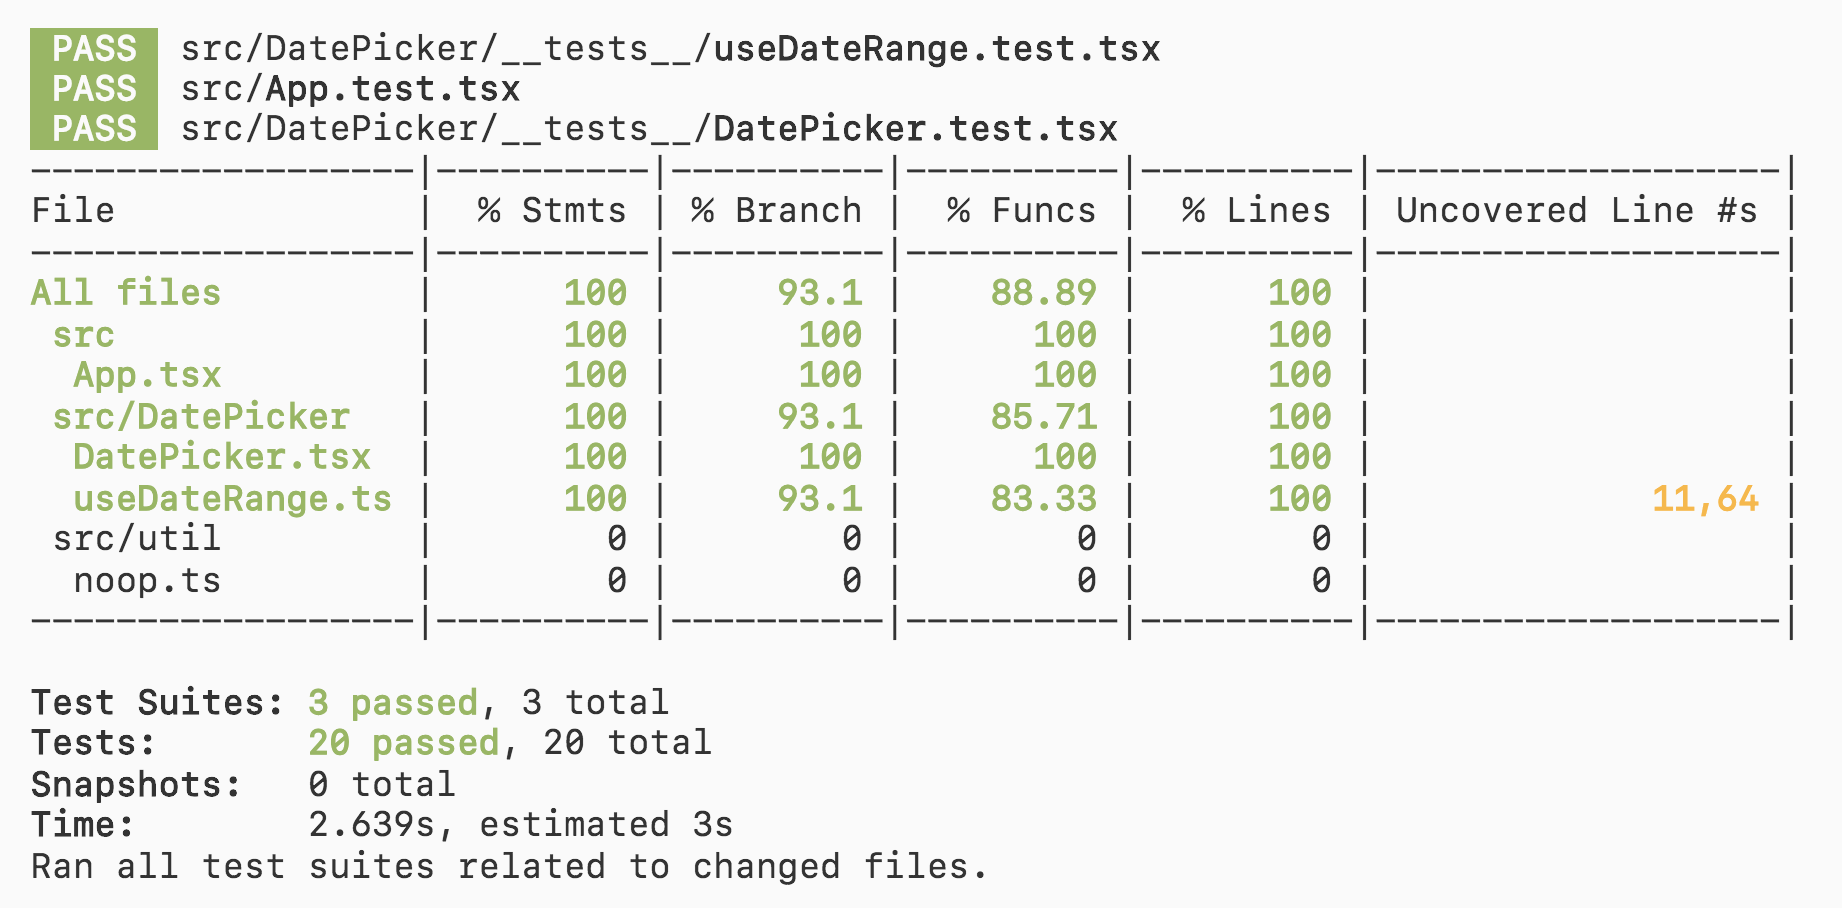 PASS src/DatePicker/__tests__/useDateRange.test.tsx
PASS src/App.test.tsx
PASS src/DatePicker/__tests__/DatePicker.test.tsx
------------------|----------|----------|----------|----------|-------------------|
File              |  % Stmts | % Branch |  % Funcs |  % Lines | Uncovered Line #s |
------------------|----------|----------|----------|----------|-------------------|
All files         |      100 |     93.1 |    88.89 |      100 |                   |
 src              |      100 |      100 |      100 |      100 |                   |
  App.tsx         |      100 |      100 |      100 |      100 |                   |
 src/DatePicker   |      100 |     93.1 |    85.71 |      100 |                   |
  DatePicker.tsx  |      100 |      100 |      100 |      100 |                   |
  useDateRange.ts |      100 |     93.1 |    83.33 |      100 |             11,64 |
 src/util         |        0 |        0 |        0 |        0 |                   |
  noop.ts         |        0 |        0 |        0 |        0 |                   |
------------------|----------|----------|----------|----------|-------------------|
Test Suites: 3 passed, 3 total
Tests:       20 passed, 20 total
Snapshots:   0 total
Time:        2.639s, estimated 3s
Ran all test suites related to changed files.